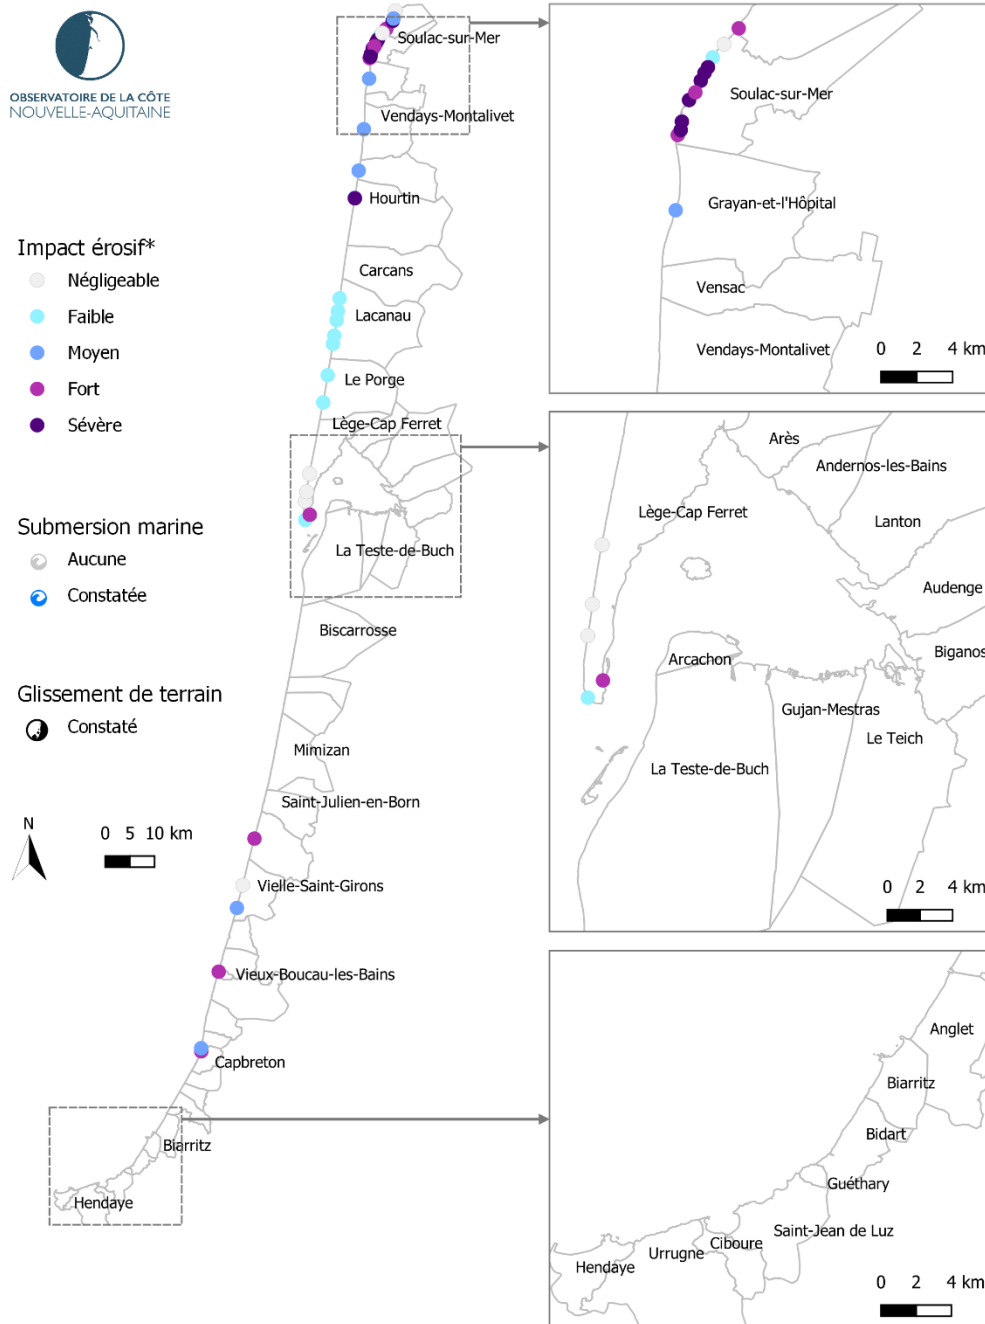 OBSERVATOIRE DE LA CÔTE
NOUVELLE-AQUITAINE
Impact érosif*
Négligeable
Faible
Moyen
Fort
Sévère
Submersion marine
Aucune
Constatée
Glissement de terrain
Constaté
N
0 5 10 km
Soulac-sur-Mer
Vendays-Montalivet
Hourtin
Carcans
Lacanau
Le Porge
Lège-Cap Ferret
La Teste-de-Buch
Biscarrosse
Mimizan
Saint-Julien-en-Born
Vielle-Saint-Girons
Vieux-Boucau-les-Bains
Capbreton
Biarritz
Hendaye
Soulac-sur-Mer
Grayan-et-l'Hôpital
Vensac
Vendays-Montalivet
0 2 4 km
Arès
Andernos-les-Bains
Lège-Cap Ferret
Lanton
Audenge
Biganos
Arcachon
Gujan-Mestras
Le Teich
La Teste-de-Buch
0 2 4 km
Anglet
Biarritz
Bidart
Guéthary
Saint-Jean de Luz
Ciboure
Urrugne
Hendaye
0 2 4 km